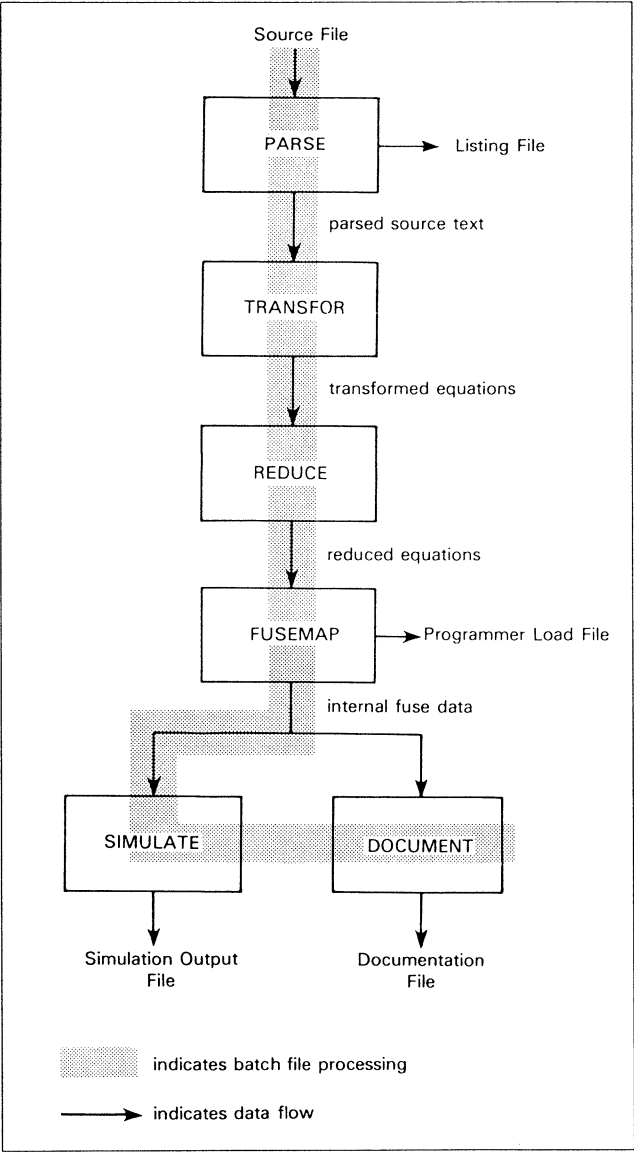 Source File
PARSE
Listing File
parsed source text
TRANSFOR
transformed equations
REDUCE
reduced equations
FUSEMAP
Programmer Load File
internal fuse data
SIMULATE
DOCUMENT
Simulation Output
File
Documentation
File
indicates batch file processing
indicates data flow